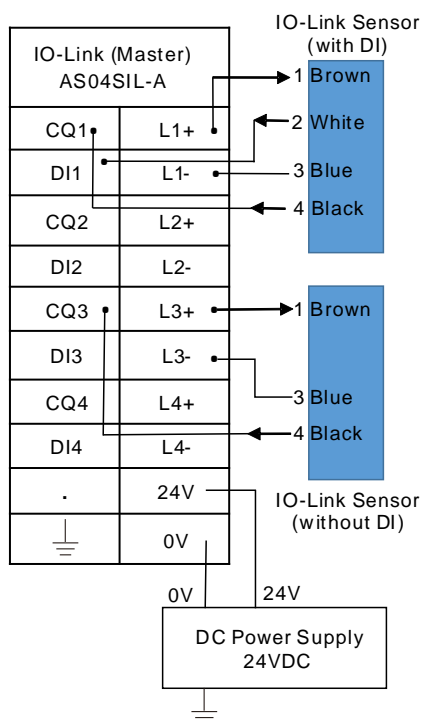 IO-Link Sensor
(with DI)
IO-Link (Master)
AS04SIL-A
1 Brown
CQ1 L1+
2 White
DI1 L1-
3 Blue
4 Black
CQ2 L2+
DI2 L2-
CQ3 L3+
1 Brown
DI3 L3-
3 Blue
CQ4 L4+
4 Black
DI4 L4-
. 24V
IO-Link Sensor
(without DI)
0V
0V 24V
DC Power Supply
24VDC